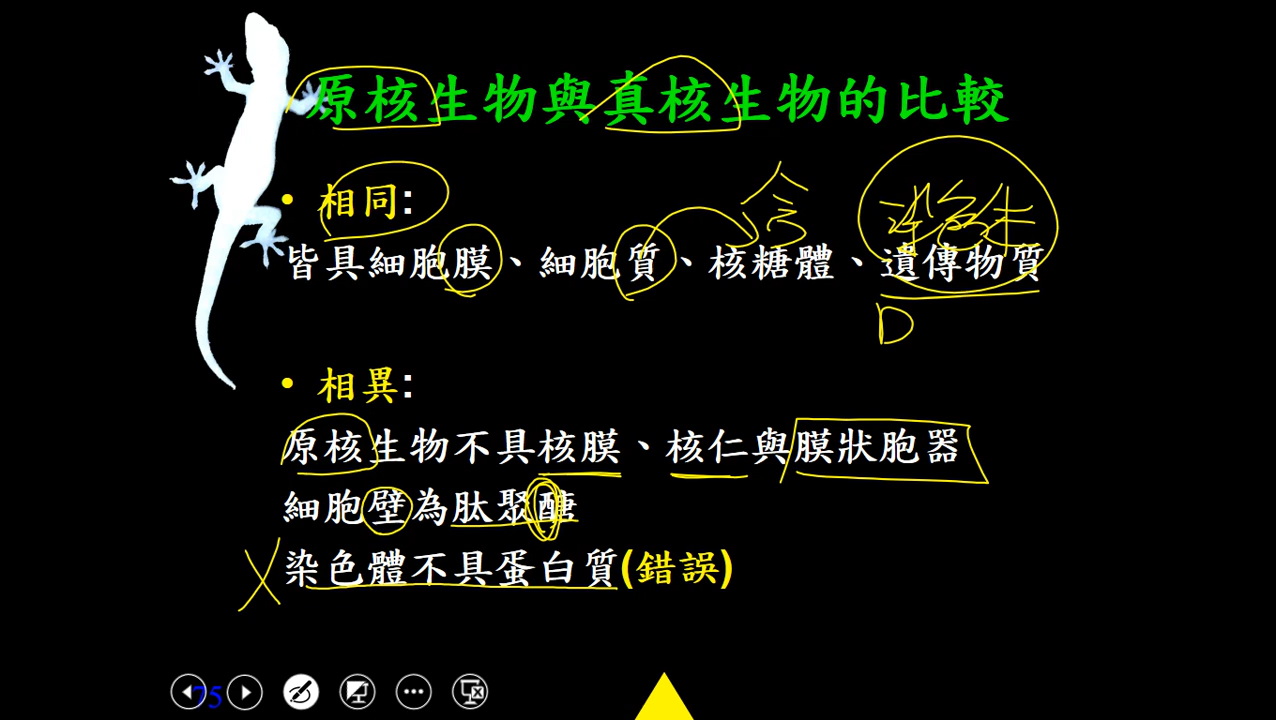 原核生物與真核生物的比較
• 相同:
含
皆具細胞膜、細胞質、核糖體、遺傳物質
D
• 相異:
原核生物不具核膜、核仁與膜狀胞器
細胞壁為肽聚醣
染色體不具蛋白質(錯誤)
75